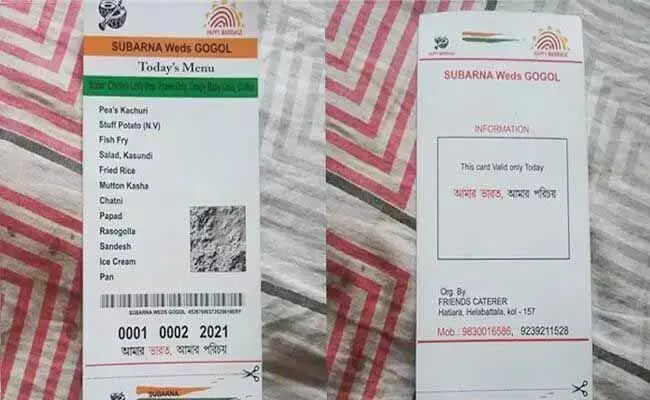 HAPPY MARRIAGE
SUBARNA Weds GOGOL
Today's Menu
Pea's Kachuri
Stuff Potato (N.V)
Fish Fry
Salad, Kasundi
Fried Rice
Mutton Kasha
Chatni
Papad
Rasogolla
Sandesh
Ice Cream
Pan
SUBARNA WEDS GOGOL
0001 0002 2021
আমার ভারত, আমার পরিচয়
SUBARNA
HAPPY MARRIAGE
HAPPY MARRIAGE
SUBARNA Weds GOGOL
INFORMATION
This card Valid only Today
আমার ভারত, আমার পরিচয়
Org. By
FRIENDS CATERER
Hatiara, Helabattala, kol - 157
Mob.: 9830016586, 9239211528